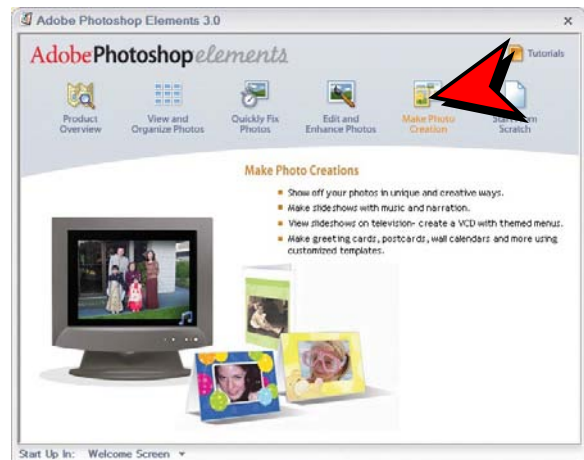 Adobe Photoshop Elements 3.0
Adobe Photoshop elements
Tutorials
Product Overview
View and Organize Photos
Quickly Fix Photos
Edit and Enhance Photos
Make Photo Creation
Scratch
Make Photo Creations
Show off your photos in unique and creative ways.
Make slideshows with music and narration.
View slideshows on television- create a VCD with themed menus.
Make greeting cards, postcards, wall calendars and more using
customized templates.
Start Up In: Welcome Screen